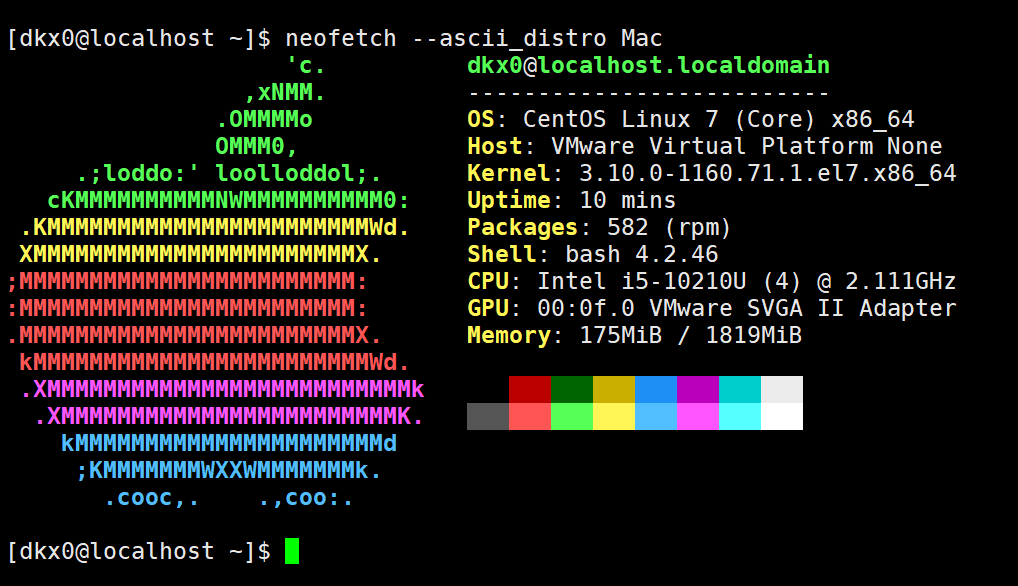 [dkx0@localhost ~]$ neofetch --ascii_distro Mac
                    'c.          dkx0@localhost.localdomain
                 ,xNMM.          --------------------------
               .OMMMMo           OS: CentOS Linux 7 (Core) x86_64
               OMMM0,            Host: VMware Virtual Platform None
     .;loddo:' loolloddol;.      Kernel: 3.10.0-1160.71.1.el7.x86_64
   cKMMMMMMMMMMNWMMMMMMMMMM0:    Uptime: 10 mins
 .KMMMMMMMMMMMMMMMMMMMMMMMWd.    Packages: 582 (rpm)
 XMMMMMMMMMMMMMMMMMMMMMMMX.      Shell: bash 4.2.46
;MMMMMMMMMMMMMMMMMMMMMMMM:       CPU: Intel i5-10210U (4) @ 2.111GHz
:MMMMMMMMMMMMMMMMMMMMMMMM:       GPU: 00:0f.0 VMware SVGA II Adapter
.MMMMMMMMMMMMMMMMMMMMMMMMX.      Memory: 175MiB / 1819MiB
 kMMMMMMMMMMMMMMMMMMMMMMMMWd.
 .XMMMMMMMMMMMMMMMMMMMMMMMMMMk
  .XMMMMMMMMMMMMMMMMMMMMMMMMK.
    kMMMMMMMMMMMMMMMMMMMMMMd
     ;KMMMMMMMWXXWMMMMMMMk.
       .cooc,.    .,coo:.
[dkx0@localhost ~]$